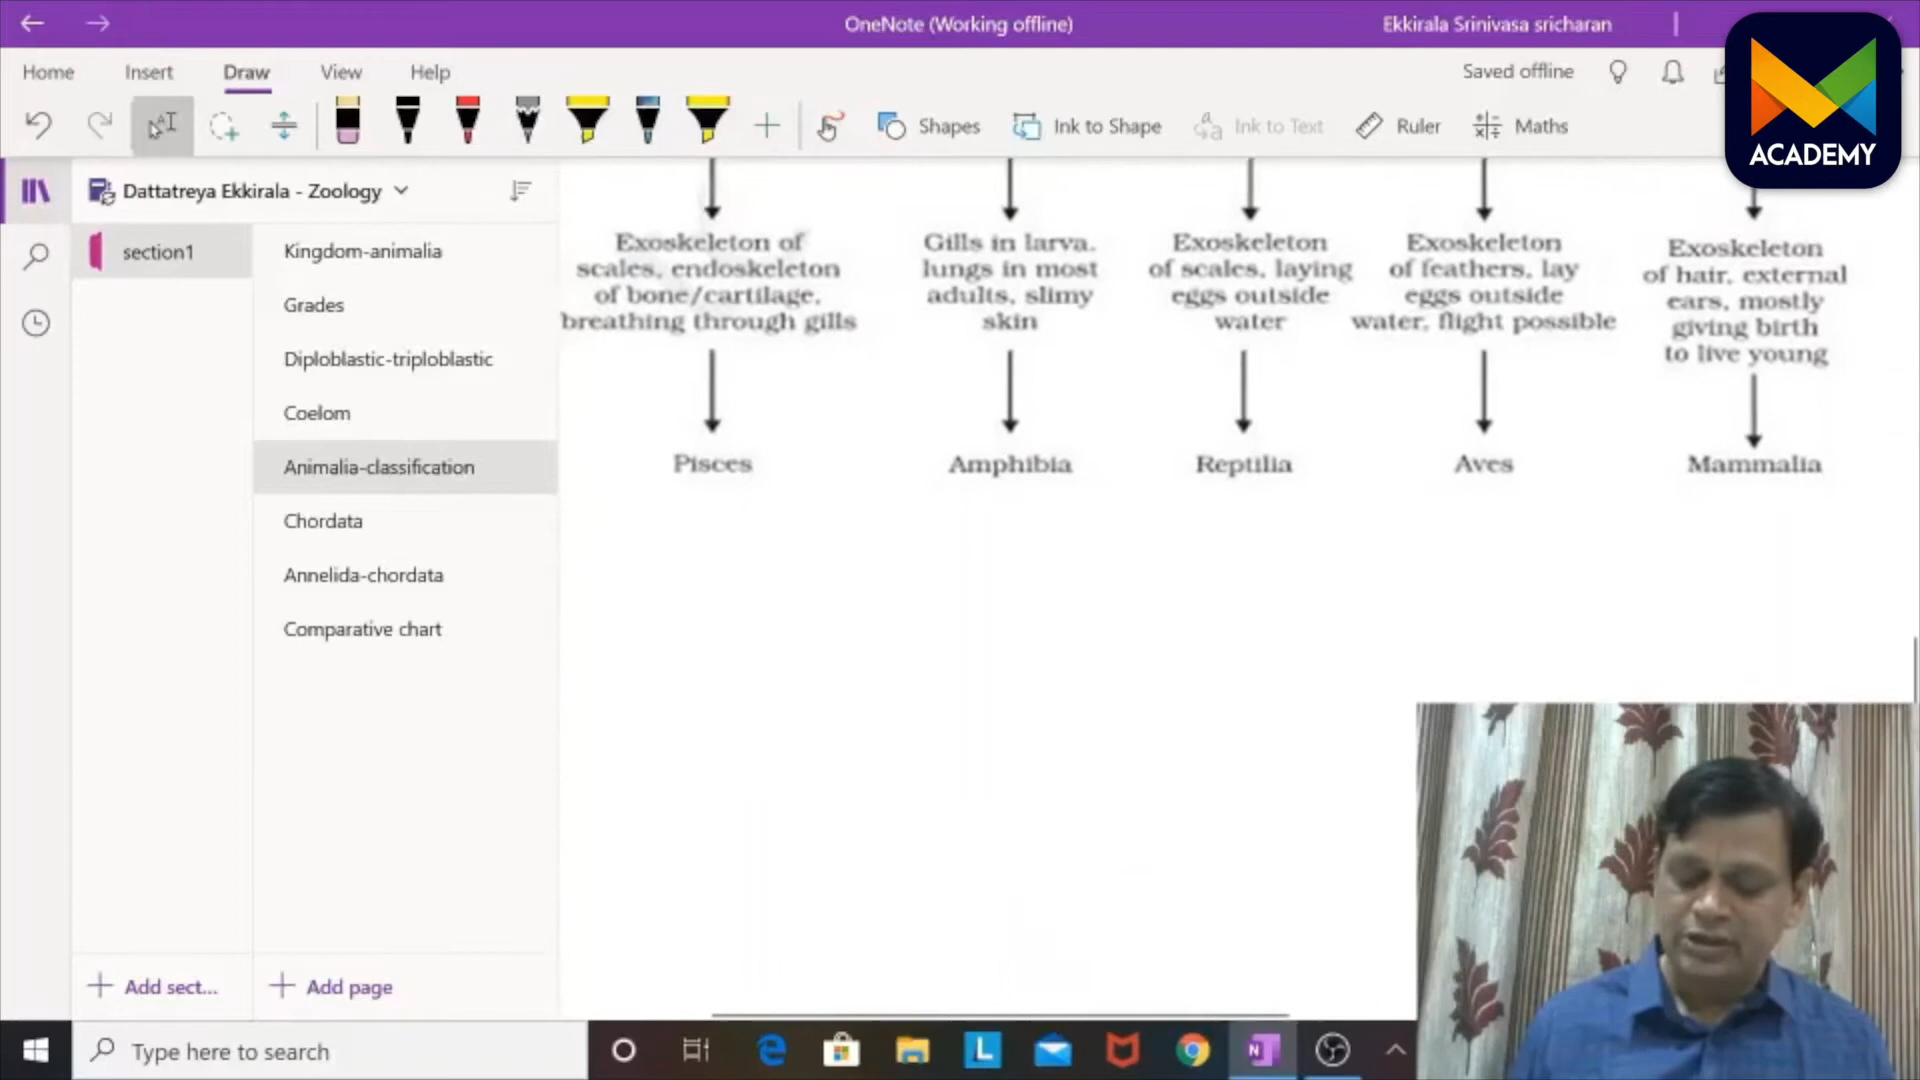 OneNote (Working offline)
Ekkirala Srinivasa sricharan
Home
Insert
Draw
View
Help
Saved offline
Shapes
Ink to Shape
Ink to Text
Ruler
Maths
ACADEMY
Dattatreya Ekkirala - Zoology
section1
Kingdom-animalia
Grades
Diploblastic-triploblastic
Coelom
Animalia-classification
Chordata
Annelida-chordata
Comparative chart
Add sect...
Add page
Exoskeleton of
scales, endoskeleton
of bone/cartilage,
breathing through gills
Pisces
Gills in larva,
lungs in most
adults, slimy
skin
Amphibia
Exoskeleton
of scales, laying
eggs outside
water
Reptilia
Exoskeleton
of feathers, lay
eggs outside
water, flight possible
Aves
Exoskeleton
of hair, external
ears, mostly
giving birth
to live young
Mammalia
Type here to search